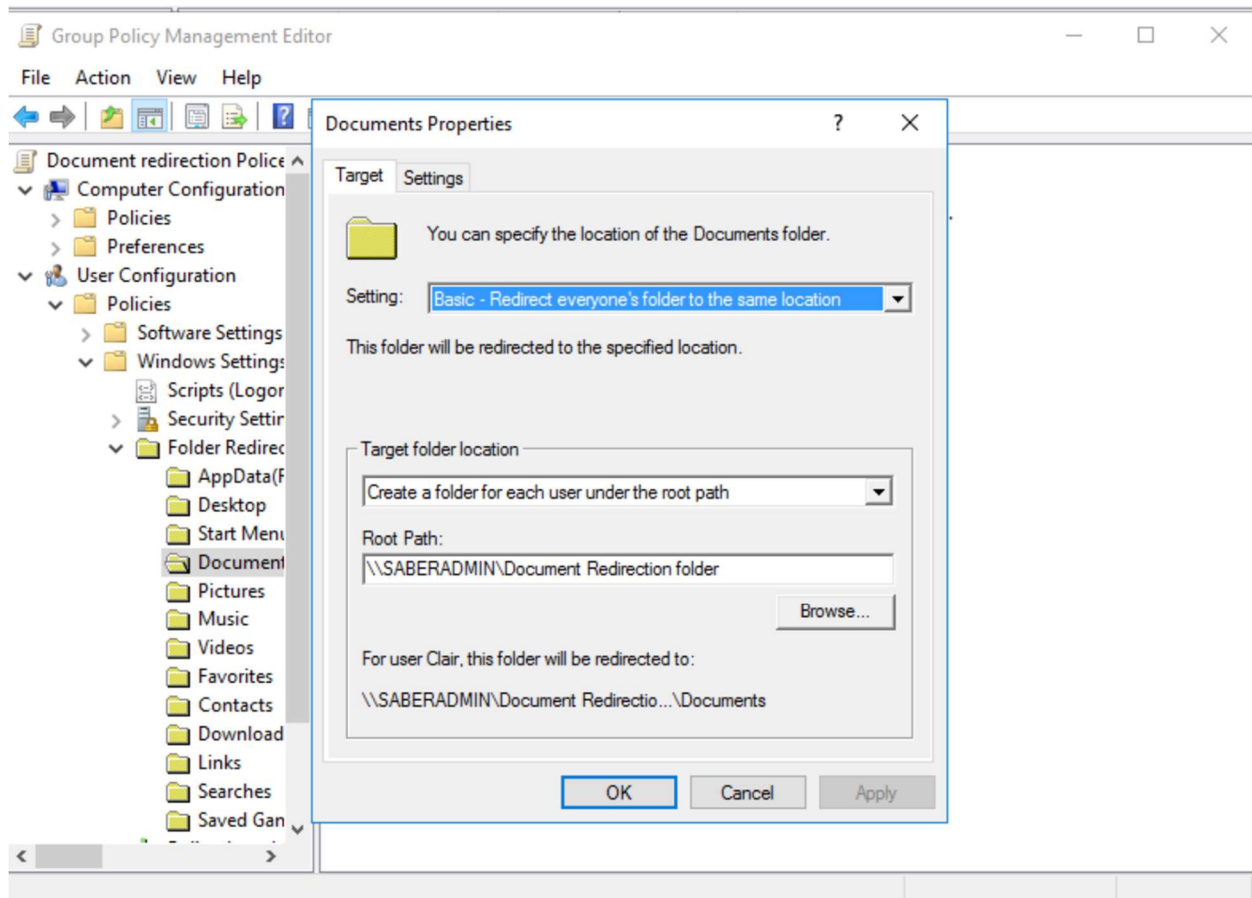 Group Policy Management Editor
File Action View Help
Document redirection Police
Computer Configuration
Policies
Preferences
User Configuration
Policies
Software Settings
Windows Settings
Scripts (Logor
Security Settin
Folder Redirec
AppData(F
Desktop
Start Menu
Document
Pictures
Music
Videos
Favorites
Contacts
Download
Links
Searches
Saved Gan
Documents Properties
Target Settings
You can specify the location of the Documents folder.
Setting: Basic - Redirect everyone's folder to the same location
This folder will be redirected to the specified location.
Target folder location
Create a folder for each user under the root path
Root Path:
\\SABERADMIN\Document Redirection folder
Browse...
For user Clair, this folder will be redirected to:
\\SABERADMIN\Document Redirectio...\Documents
OK Cancel Apply